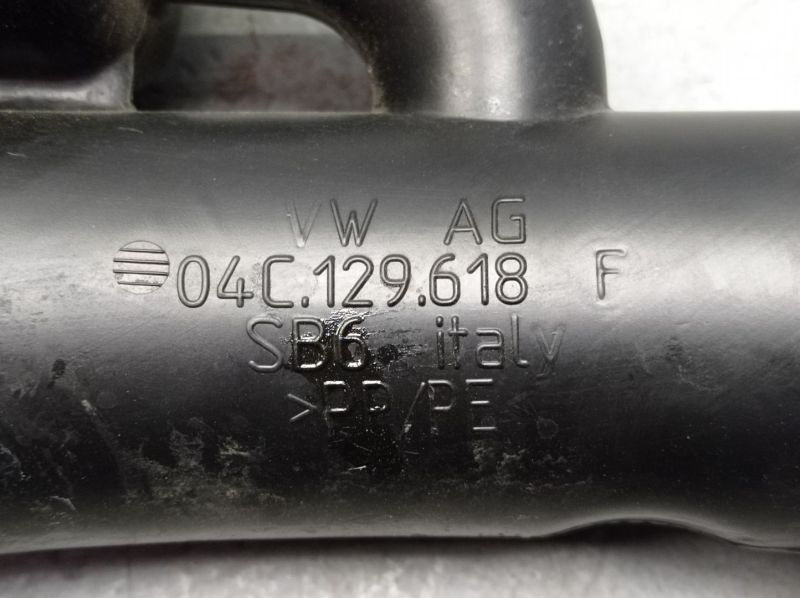 VW AG
04C.129.618 F
SB6. italy
>PP/PE